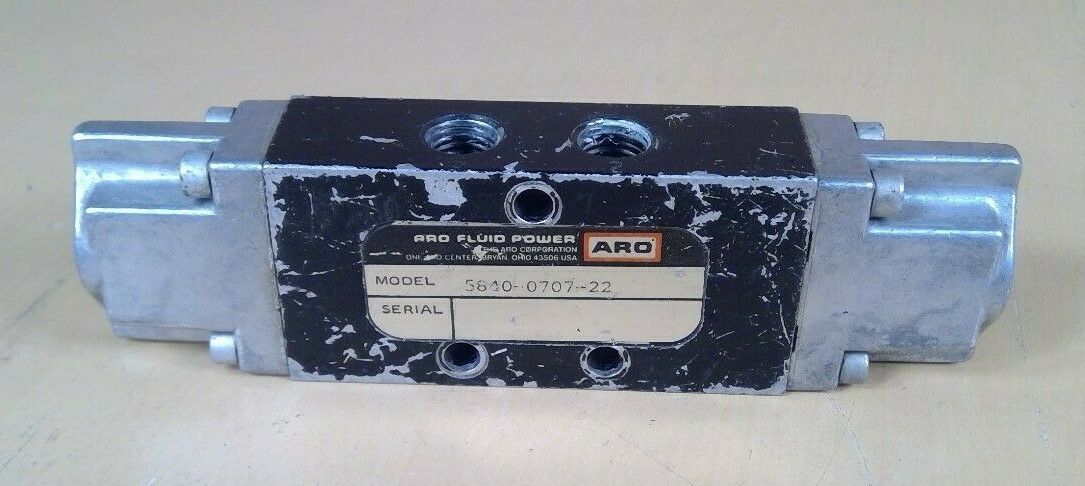 ARO FLUID POWER
ARO
THE ARO CORPORATION
ONE ARO CENTER, BRYAN, OHIO 43506 USA
MODEL 5840-0707-22
SERIAL